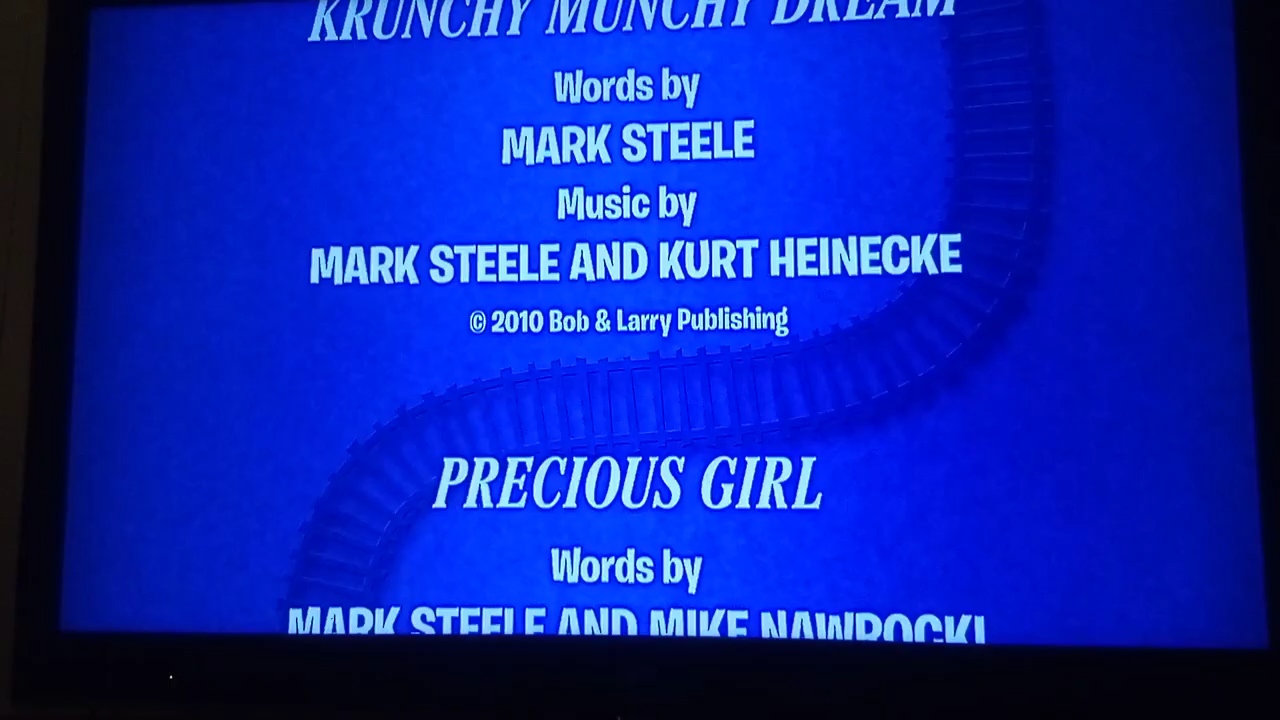 KRUNCHY MUNCHY DREAM
Words by
MARK STEELE
Music by
MARK STEELE AND KURT HEINECKE
© 2010 Bob & Larry Publishing
PRECIOUS GIRL
Words by
MARK STEELE AND MIKE NAWROCKI